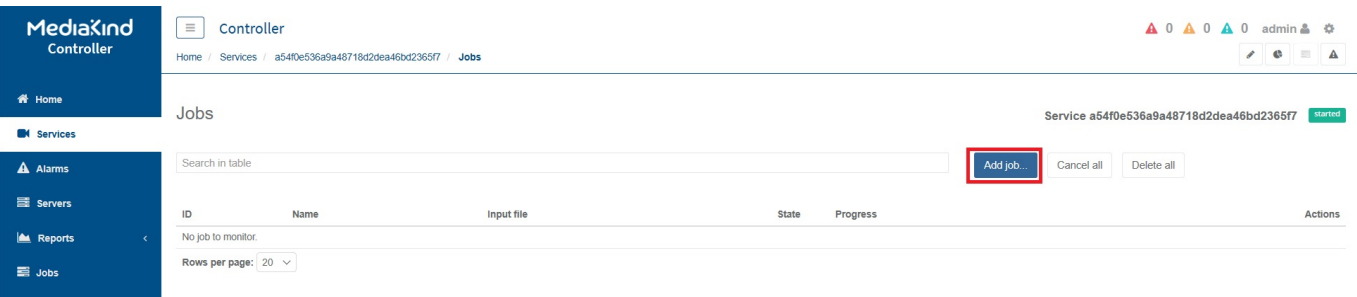 MediaKind
Controller
Controller
0 0 0 admin
Home / Services / a54f0e536a9a48718d2dea46bd2365f7 / Jobs
Home
Services
Alarms
Servers
Reports
Jobs
Jobs
Service a54f0e536a9a48718d2dea46bd2365f7 started
Search in table
Add job... Cancel all Delete all
ID Name Input file State Progress Actions
No job to monitor.
Rows per page: 20